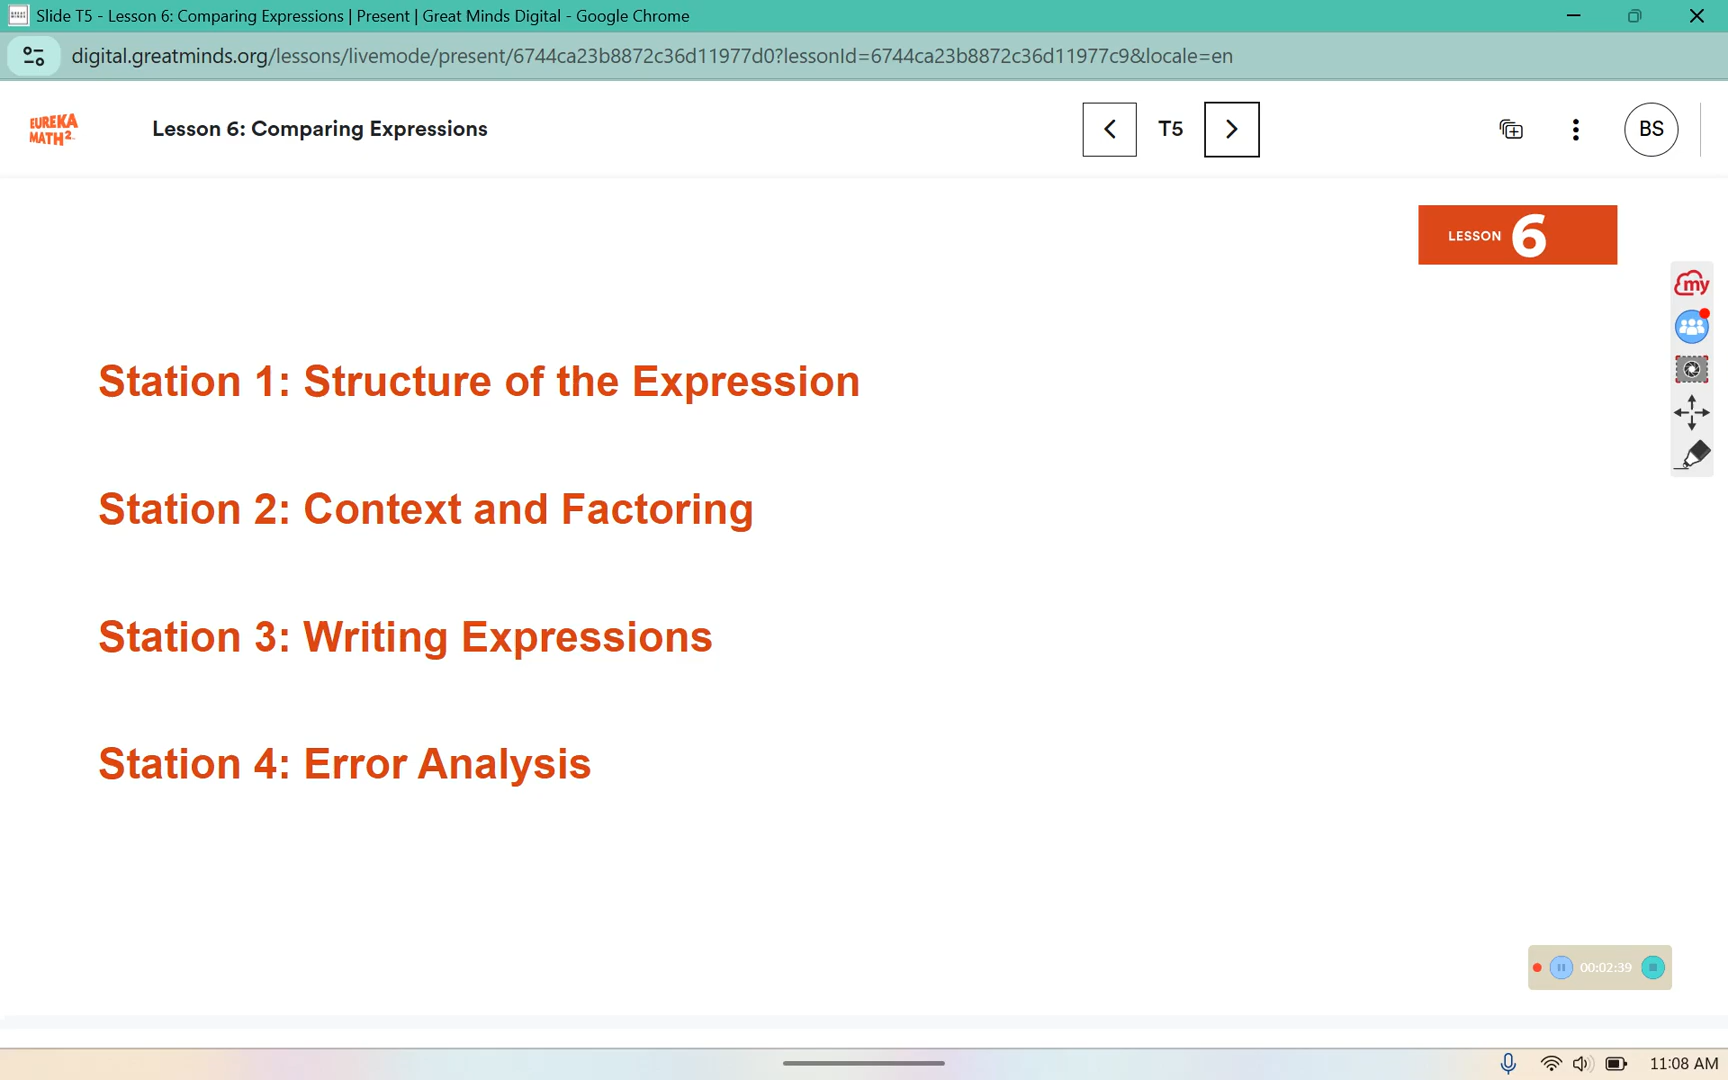 Slide T5 - Lesson 6: Comparing Expressions | Present | Great Minds Digital - Google Chrome
digital.greatminds.org/lessons/livemode/present/6744ca23b8872c36d11977d0?lessonId=6744ca23b8872c36d11977c9&locale=en
EUREKA
MATH²
Lesson 6: Comparing Expressions
T5
BS
LESSON 6
my
Station 1: Structure of the Expression
Station 2: Context and Factoring
Station 3: Writing Expressions
Station 4: Error Analysis
00:02:39
11:08 AM